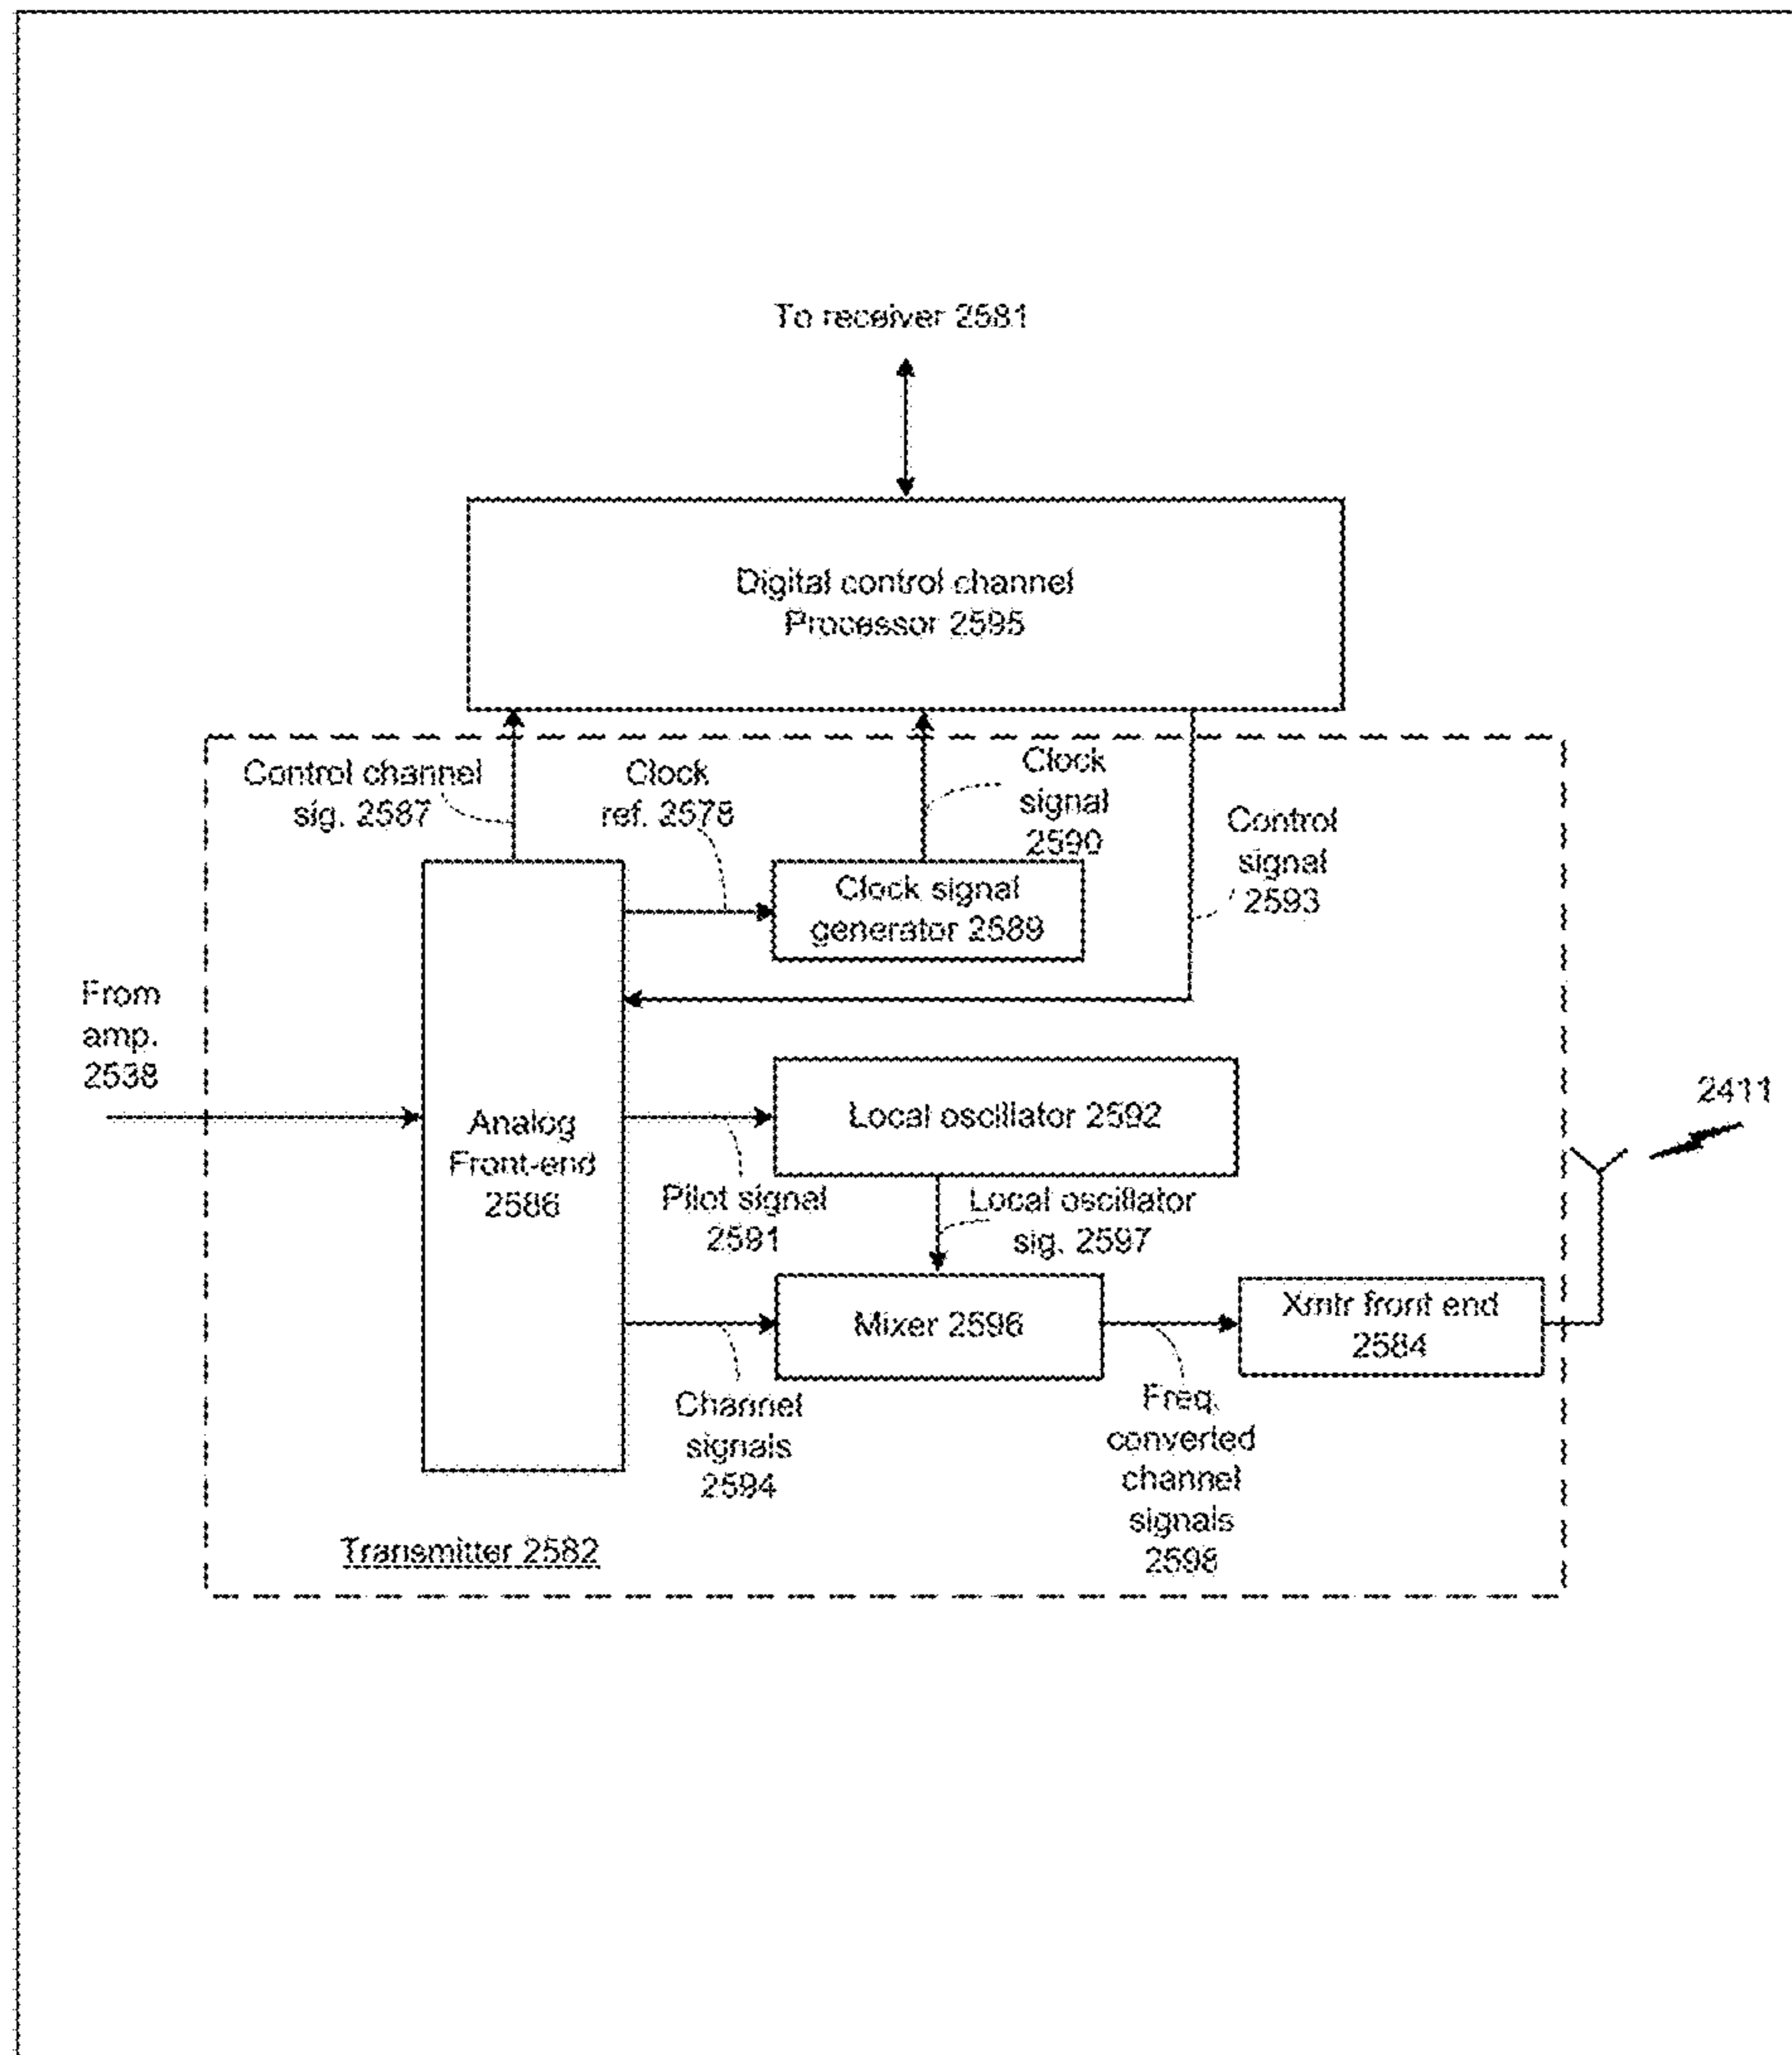 To receiver 2581
Digital control channel
Processor 2595
Control channel
sig. 2587
Clock
ref. 2578
Clock
signal
2590
Control
signal
2593
Clock signal
generator 2589
From
amp.
2538
Analog
Front-end
2586
Local oscillator 2592
2411
Pilot signal
2591
Local oscillator
sig. 2597
Mixer 2596
Xmtr front end
2584
Channel
signals
2594
Freq.
converted
channel
signals
2598
Transmitter 2582